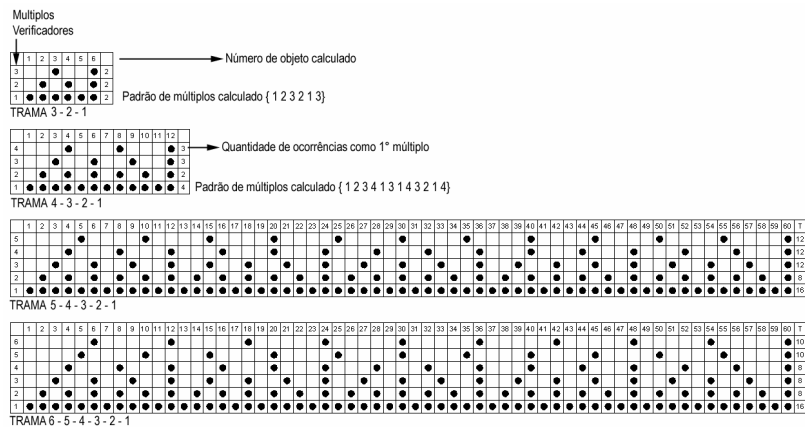 Multiplos
Verificadores
1 2 3 4 5 6
Número de objeto calculado
3 2
2 2
1 2
Padrão de múltiplos calculado { 1 2 3 2 1 3}
TRAMA 3 - 2 - 1
1 2 3 4 5 6 7 8 9 10 11 12
4 3
Quantidade de ocorrências como 1° múltiplo
3 3
2 2
1 4
Padrão de múltiplos calculado { 1 2 3 4 1 3 1 4 3 2 1 4}
TRAMA 4 - 3 - 2 - 1
1 2 3 4 5 6 7 8 9 10 11 12 13 14 15 16 17 18 19 20 21 22 23 24 25 26 27 28 29 30 31 32 33 34 35 36 37 38 39 40 41 42 43 44 45 46 47 48 49 50 51 52 53 54 55 56 57 58 59 60 T
5 12
4 12
3 12
2 8
1 16
TRAMA 5 - 4 - 3 - 2 - 1
1 2 3 4 5 6 7 8 9 10 11 12 13 14 15 16 17 18 19 20 21 22 23 24 25 26 27 28 29 30 31 32 33 34 35 36 37 38 39 40 41 42 43 44 45 46 47 48 49 50 51 52 53 54 55 56 57 58 59 60 T
6 10
5 10
4 8
3 8
2 8
1 16
TRAMA 6 - 5 - 4 - 3 - 2 - 1